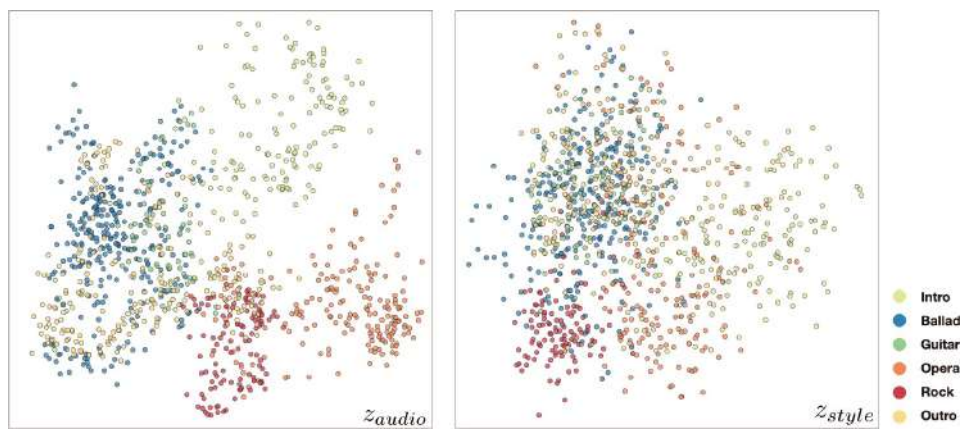 z_audio
z_style
Intro
Ballad
Guitar
Opera
Rock
Outro